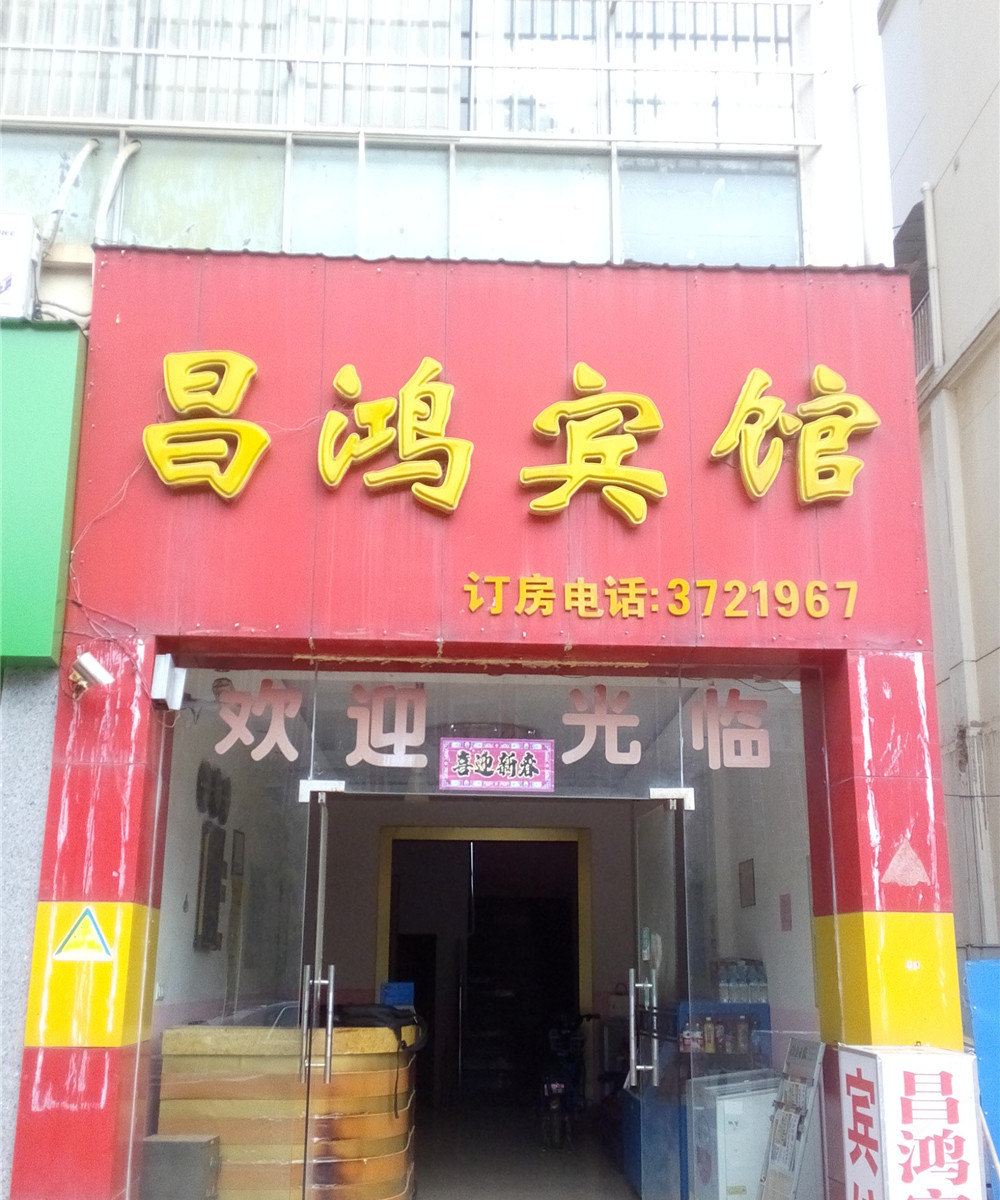 昌鸿宾馆
订房电话:3721967
欢迎 光临
喜迎新春
宾
昌鸿